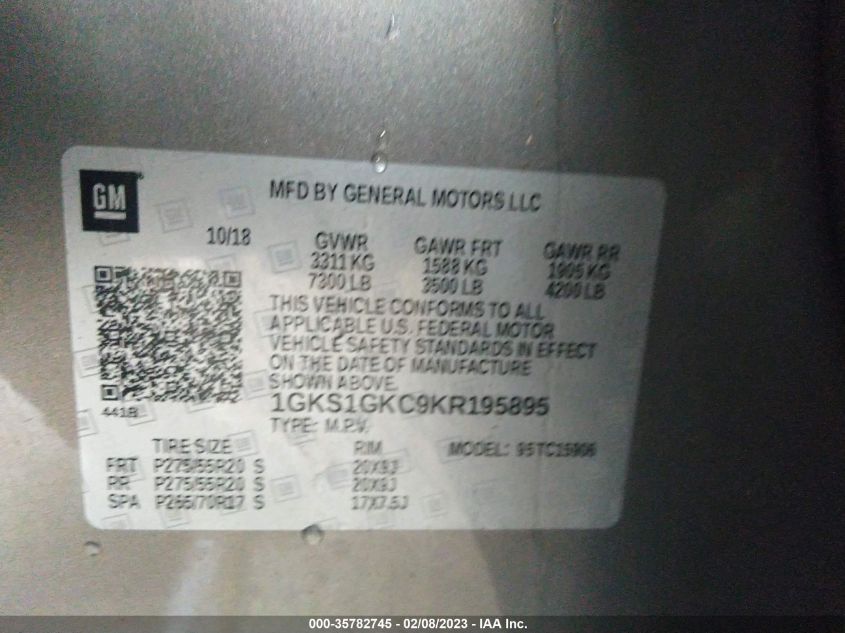 GM
MFD BY GENERAL MOTORS LLC
10/18 GVWR GAWR FRT GAWR RR
3311 KG 1588 KG 1905 KG
7300 LB 3500 LB 4200 LB
THIS VEHICLE CONFORMS TO ALL
APPLICABLE U.S. FEDERAL MOTOR
VEHICLE SAFETY STANDARDS IN EFFECT
ON THE DATE OF MANUFACTURE
SHOWN ABOVE.
441B
1GKS1GKC9KR195895
TYPE: M.P.V.
TIRE SIZE RIM MODEL:
FRT P275/55R20 S 20X9J
RR P275/55R20 S 20X9J
SPA P265/70R17 S 17X7.5J
000-35782745 - 02/08/2023 - IAA Inc.